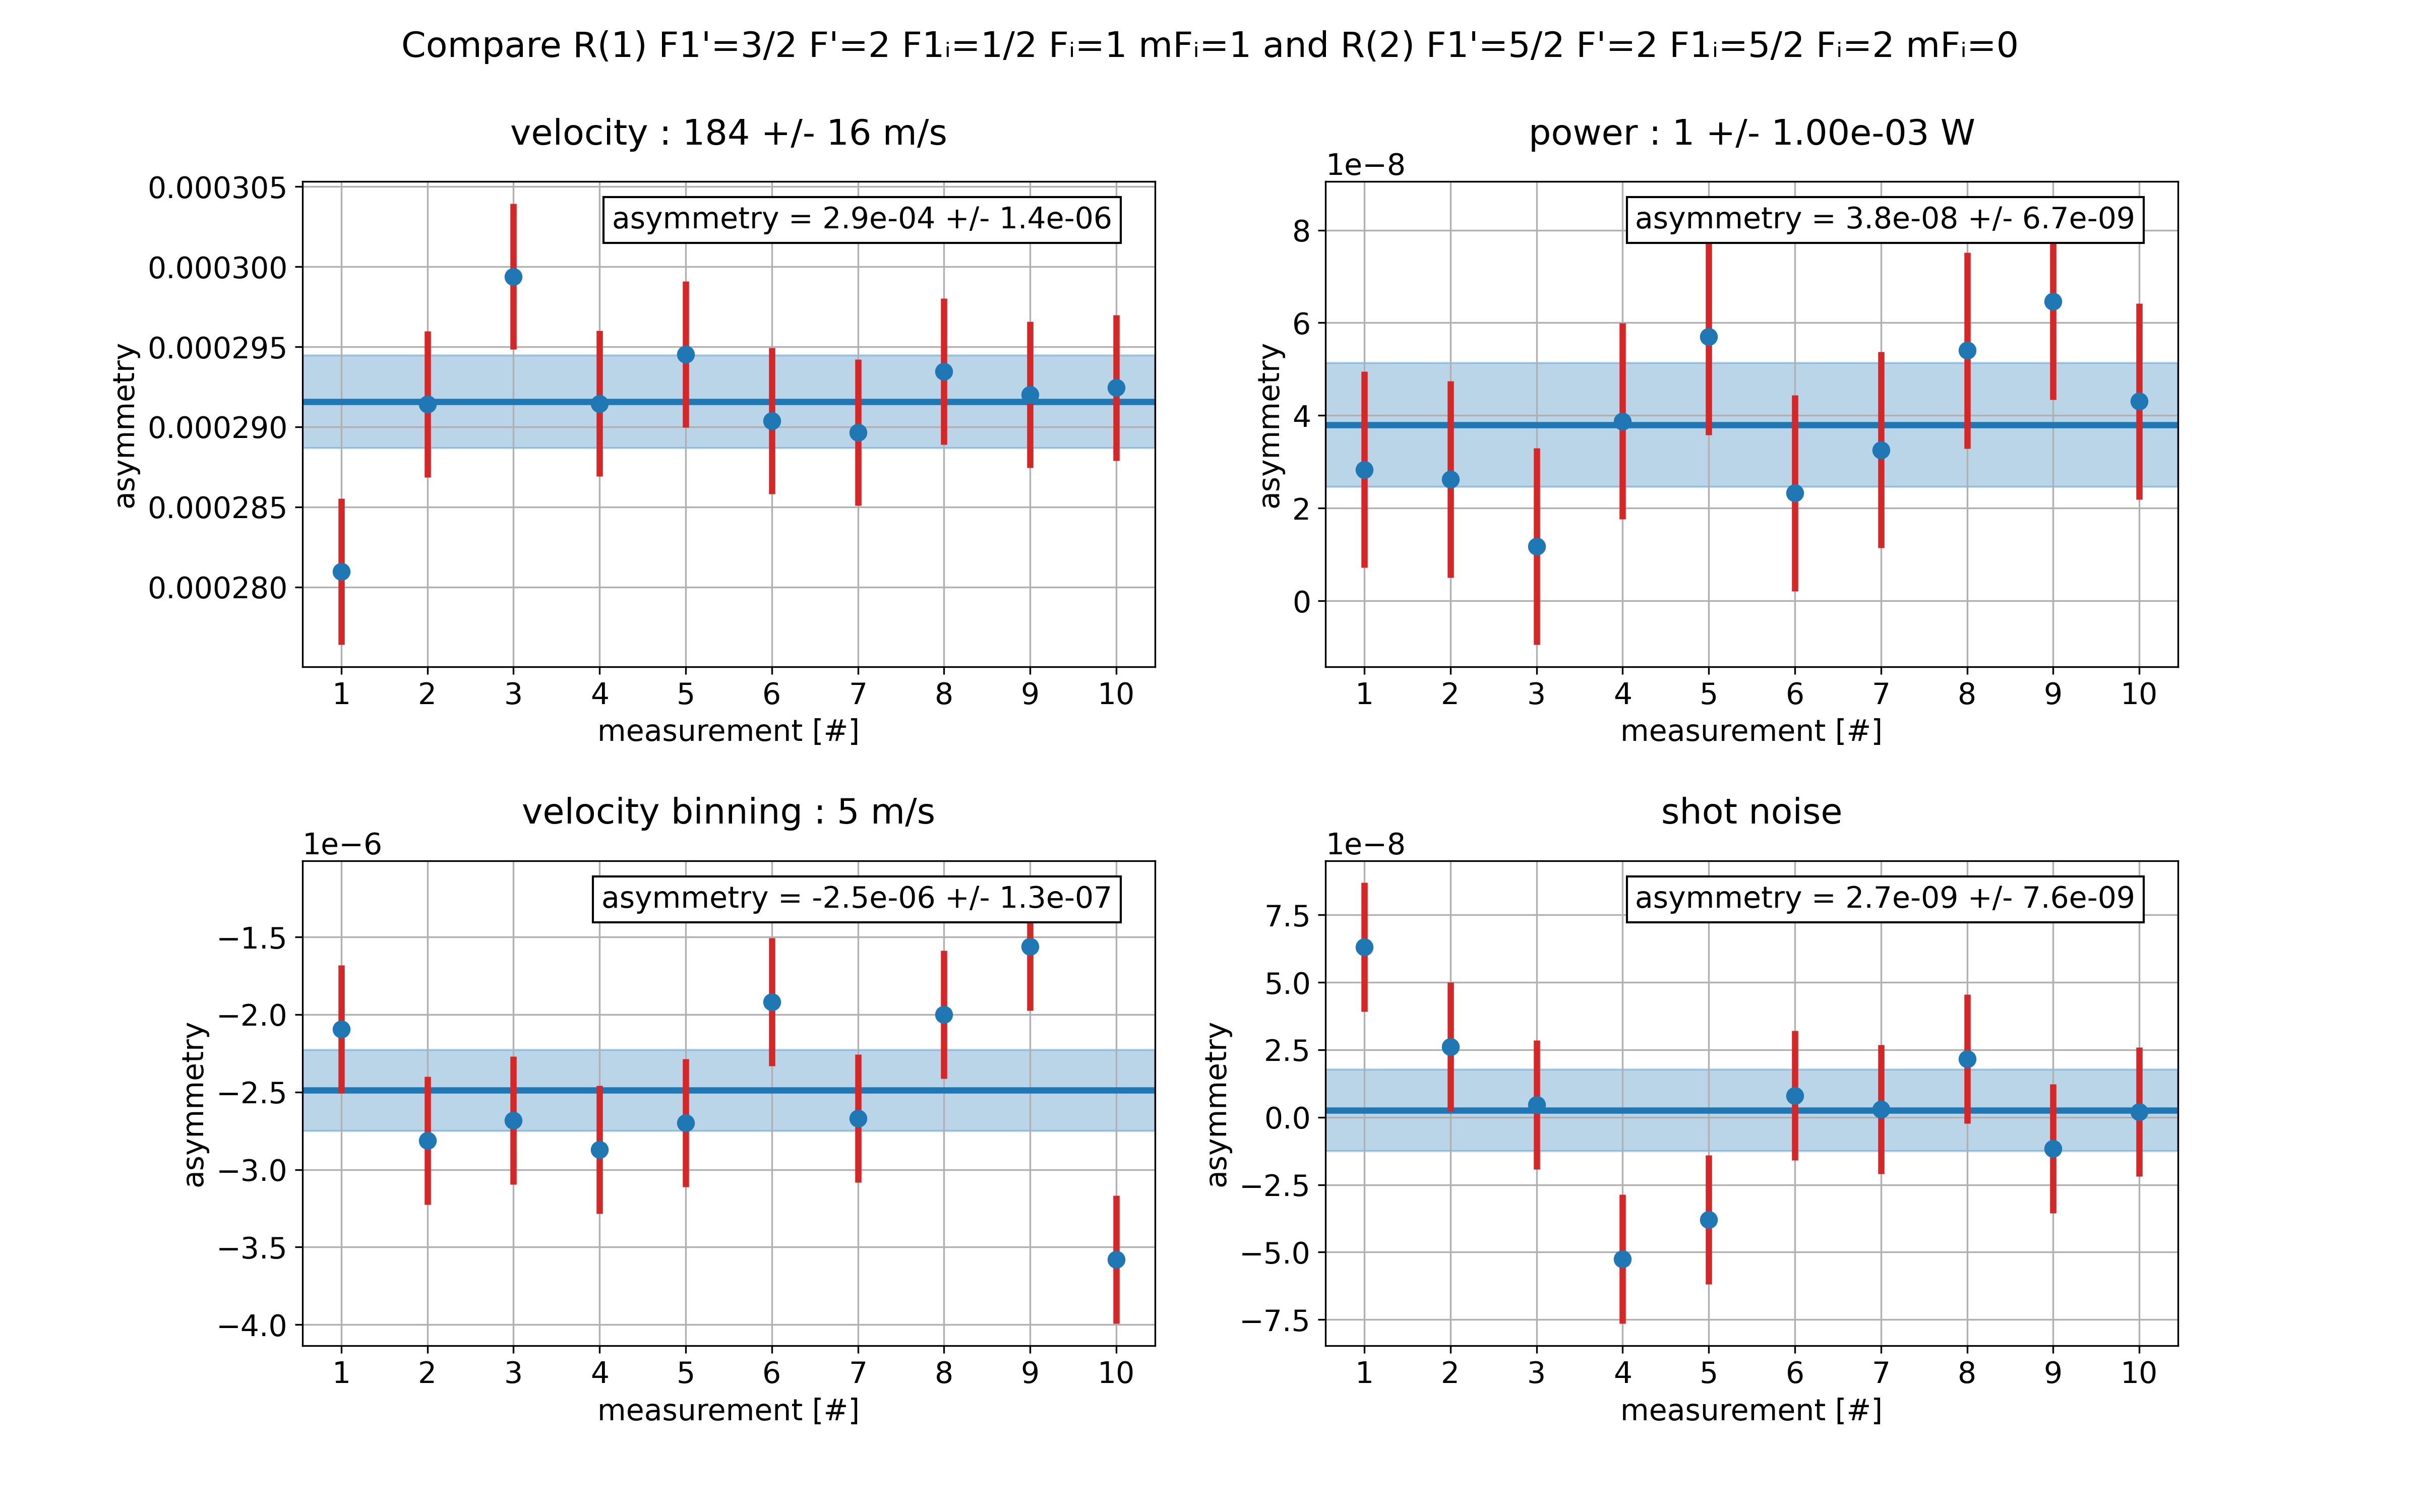 Compare R(1) F1'=3/2 F'=2 F1ᵢ=1/2 Fᵢ=1 mFᵢ=1 and R(2) F1'=5/2 F'=2 F1ᵢ=5/2 Fᵢ=2 mFᵢ=0
velocity : 184 +/- 16 m/s
0.000305
0.000300
0.000295
0.000290
0.000285
0.000280
asymmetry
asymmetry = 2.9e-04 +/- 1.4e-06
1 2 3 4 5 6 7 8 9 10
measurement [#]
power : 1 +/- 1.00e-03 W
1e−8
8
6
4
2
0
asymmetry
asymmetry = 3.8e-08 +/- 6.7e-09
1 2 3 4 5 6 7 8 9 10
measurement [#]
velocity binning : 5 m/s
1e−6
−1.5
−2.0
−2.5
−3.0
−3.5
−4.0
asymmetry
asymmetry = -2.5e-06 +/- 1.3e-07
1 2 3 4 5 6 7 8 9 10
measurement [#]
shot noise
1e−8
7.5
5.0
2.5
0.0
−2.5
−5.0
−7.5
asymmetry
asymmetry = 2.7e-09 +/- 7.6e-09
1 2 3 4 5 6 7 8 9 10
measurement [#]